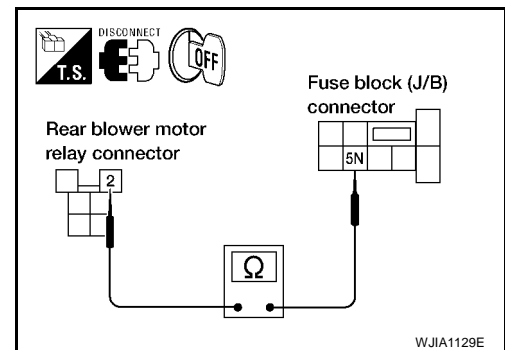 DISCONNECT
T.S.
OFF
Fuse block (J/B)
connector
Rear blower motor
relay connector
5N
2
Ω
WJIA1129E